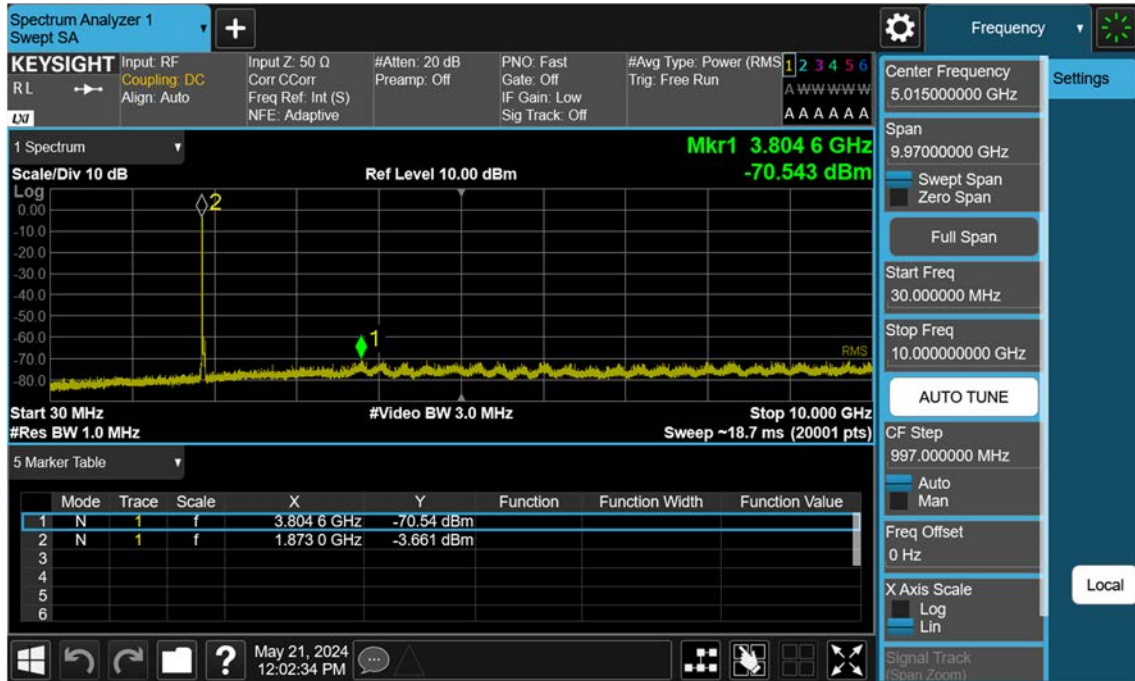 Spectrum Analyzer 1
Swept SA
+
Frequency
KEYSIGHT
RL
LXI
Input: RF
Coupling: DC
Align: Auto
Input Z: 50 Ω
Corr CCorr
Freq Ref: Int (S)
NFE: Adaptive
#Atten: 20 dB
Preamp: Off
PNO: Fast
Gate: Off
IF Gain: Low
Sig Track: Off
#Avg Type: Power (RMS
Trig: Free Run
1 2 3 4 5 6
A W W W W W
A A A A A A
1 Spectrum
Mkr1 3.804 6 GHz
-70.543 dBm
Scale/Div 10 dB
Ref Level 10.00 dBm
Log
0.00
-10.0
-20.0
-30.0
-40.0
-50.0
-60.0
-70.0
-80.0
2
1
RMS
Start 30 MHz
#Video BW 3.0 MHz
Stop 10.000 GHz
#Res BW 1.0 MHz
Sweep ~18.7 ms (20001 pts)
5 Marker Table
Mode Trace Scale X Y Function Function Width Function Value
1 N 1 f 3.804 6 GHz -70.54 dBm
2 N 1 f 1.873 0 GHz -3.661 dBm
3
4
5
6
?
May 21, 2024
12:02:34 PM
Center Frequency
5.015000000 GHz
Span
9.97000000 GHz
Swept Span
Zero Span
Full Span
Start Freq
30.000000 MHz
Stop Freq
10.000000000 GHz
AUTO TUNE
CF Step
997.000000 MHz
Auto
Man
Freq Offset
0 Hz
X Axis Scale
Log
Lin
Signal Track
(Span Zoom)
Settings
Local